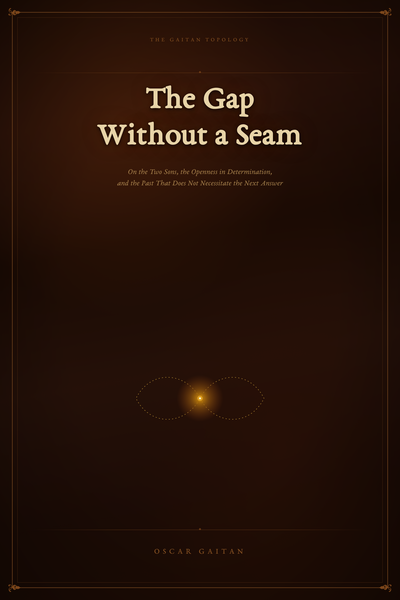 THE GAITAN TOPOLOGY
The Gap
Without a Seam
On the Two Sons, the Openness in Determination,
and the Past That Does Not Necessitate the Next Answer
OSCAR GAITAN